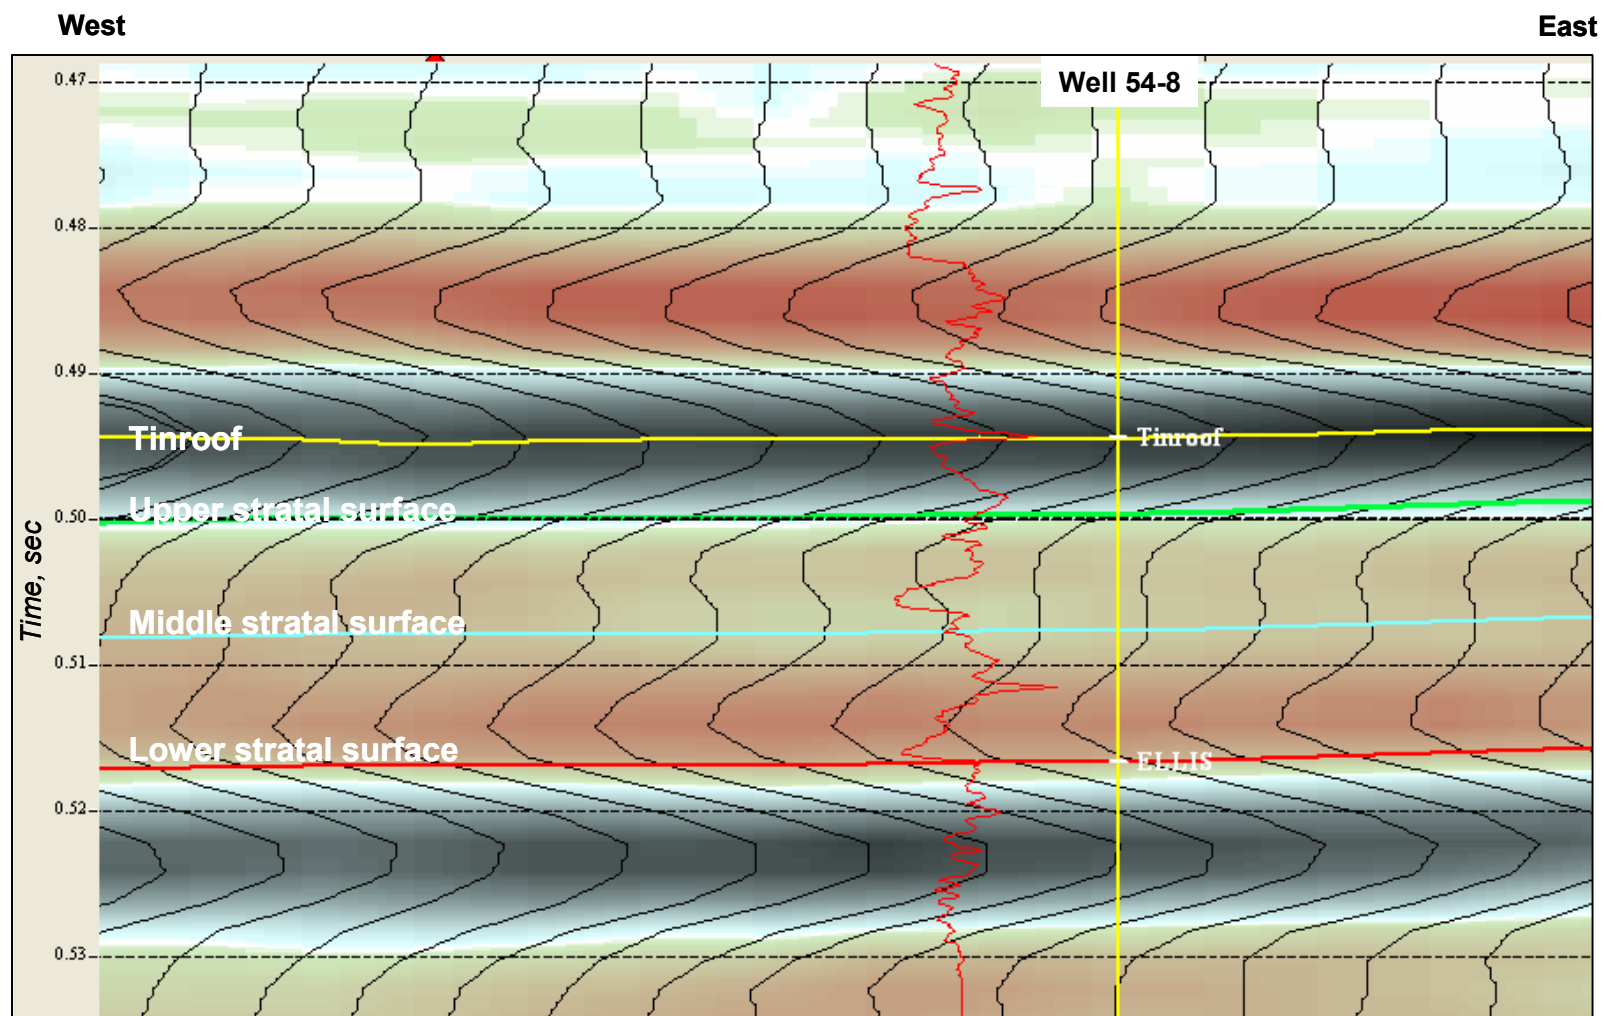 West
East
0.47
Well 54-8
0.48
0.49
Tinroof
Tinroof
Upper stratal surface
0.50
Time, sec
Middle stratal surface
0.51
Lower stratal surface
ELLIS
0.52
0.53